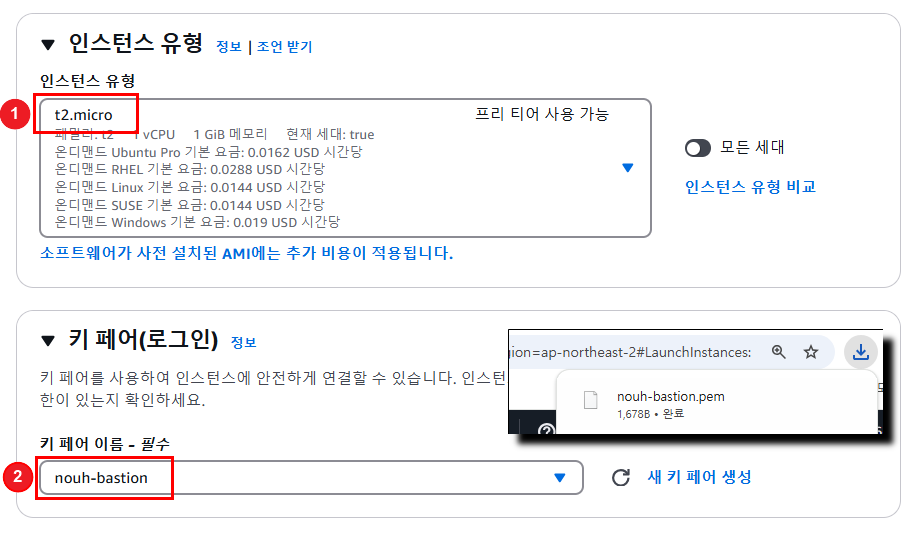 ▼ 인스턴스 유형 정보 | 조언 받기
인스턴스 유형
1
t2.micro 프리 티어 사용 가능
패밀리: t2 1 vCPU 1 GiB 메모리 현재 세대: true
온디맨드 Ubuntu Pro 기본 요금: 0.0162 USD 시간당
온디맨드 RHEL 기본 요금: 0.0288 USD 시간당
온디맨드 Linux 기본 요금: 0.0144 USD 시간당
온디맨드 SUSE 기본 요금: 0.0144 USD 시간당
온디맨드 Windows 기본 요금: 0.019 USD 시간당
모든 세대
인스턴스 유형 비교
소프트웨어가 사전 설치된 AMI에는 추가 비용이 적용됩니다.
▼ 키 페어(로그인) 정보
키 페어를 사용하여 인스턴스에 안전하게 연결할 수 있습니다. 인스턴
한이 있는지 확인하세요.
gion=ap-northeast-2#LaunchInstances:
nouh-bastion.pem
1,678B • 완료
키 페어 이름 - 필수
2
nouh-bastion
새 키 페어 생성